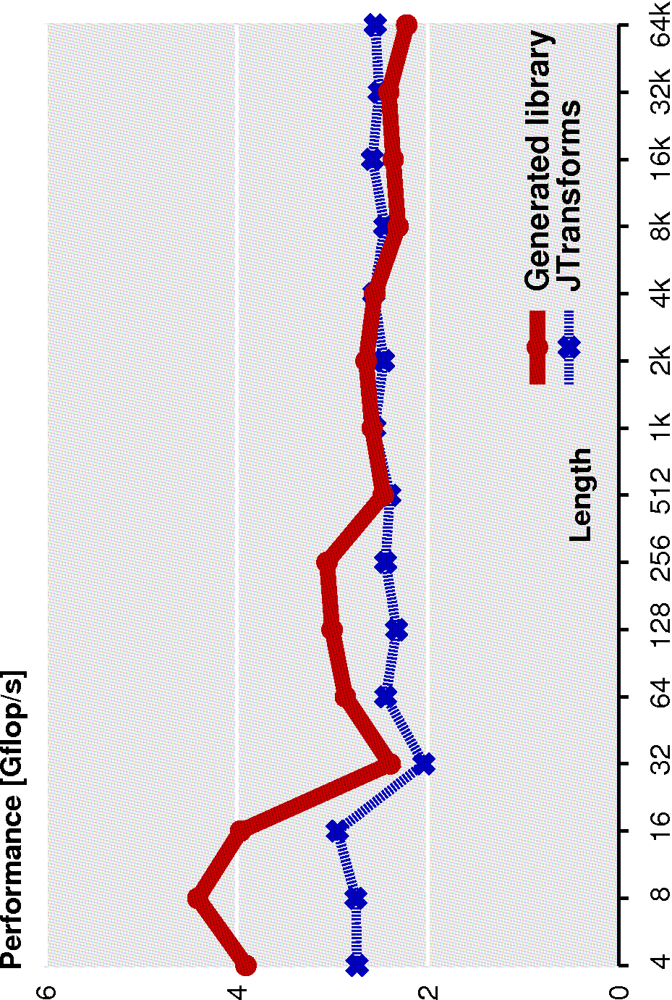 Performance [Gflop/s]
6
4
2
0
Generated library
JTransforms
Length
4 8 16 32 64 128 256 512 1k 2k 4k 8k 16k 32k 64k